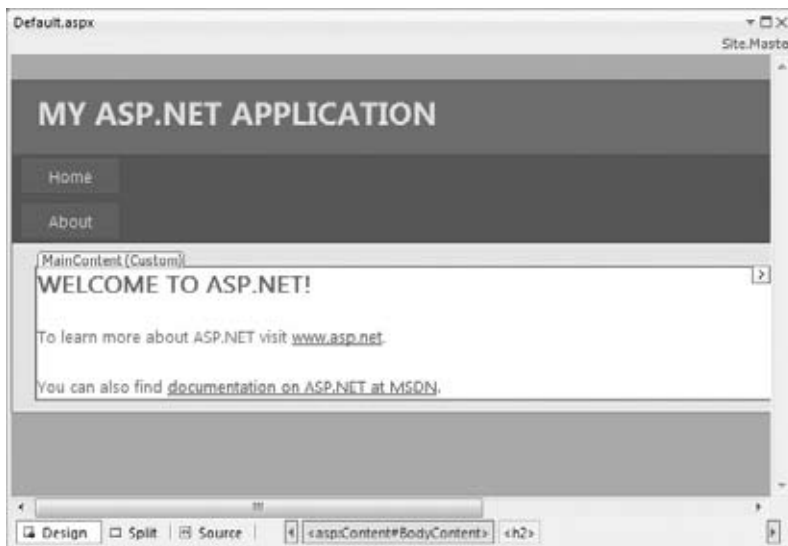 Default.aspx
Site.Maste
MY ASP.NET APPLICATION
Home
About
MainContent (Custom)
WELCOME TO ASP.NET!
To learn more about ASP.NET visit www.asp.net.
You can also find documentation on ASP.NET at MSDN.
Design Split Source <asp:Content#BodyContent> <h2>